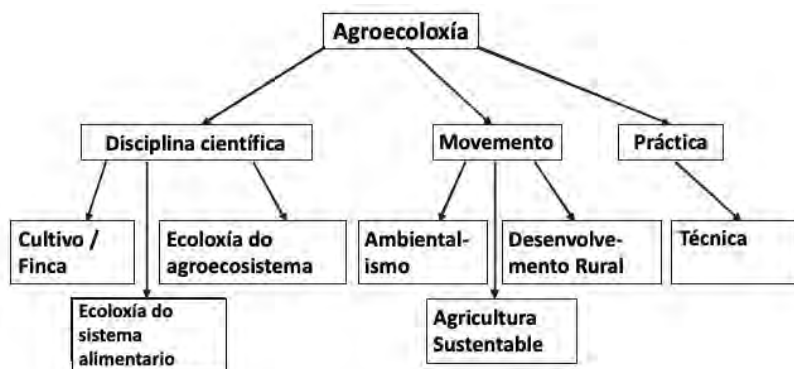 Agroecoloxía
Disciplina científica
Movemento
Práctica
Cultivo /
Finca
Ecoloxía do
agroecosistema
Ambiental-
ismo
Desenvolve-
mento Rural
Técnica
Ecoloxía do
sistema
alimentario
Agricultura
Sustentable